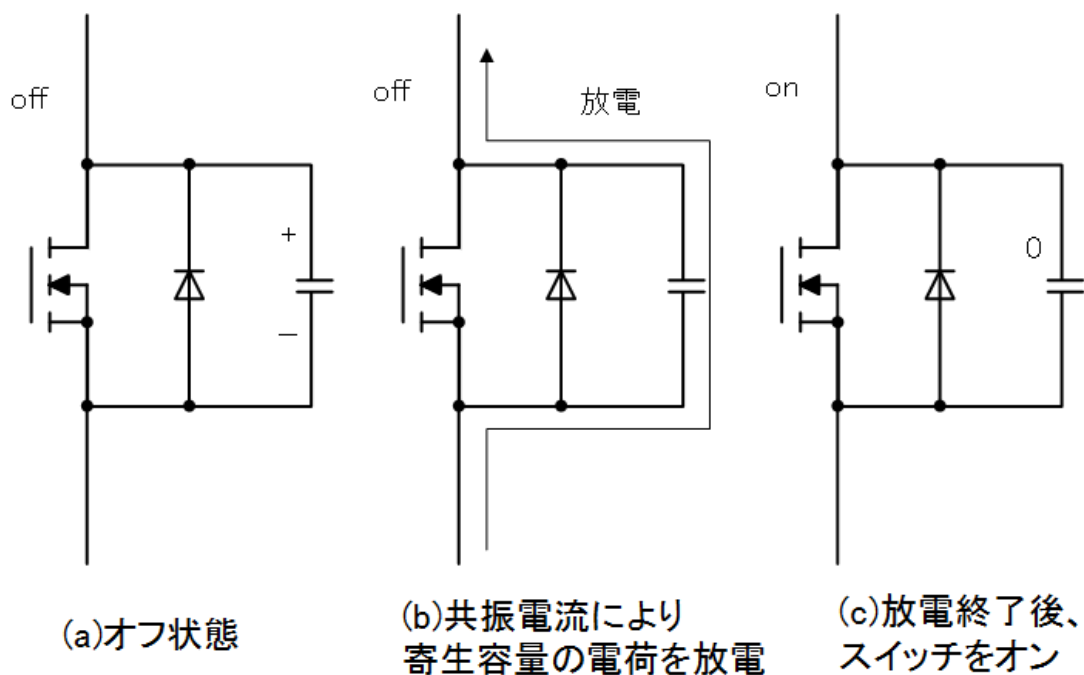 off
+
－
(a)オフ状態
off
放電
(b)共振電流により
寄生容量の電荷を放電
on
0
(c)放電終了後、
スイッチをオン